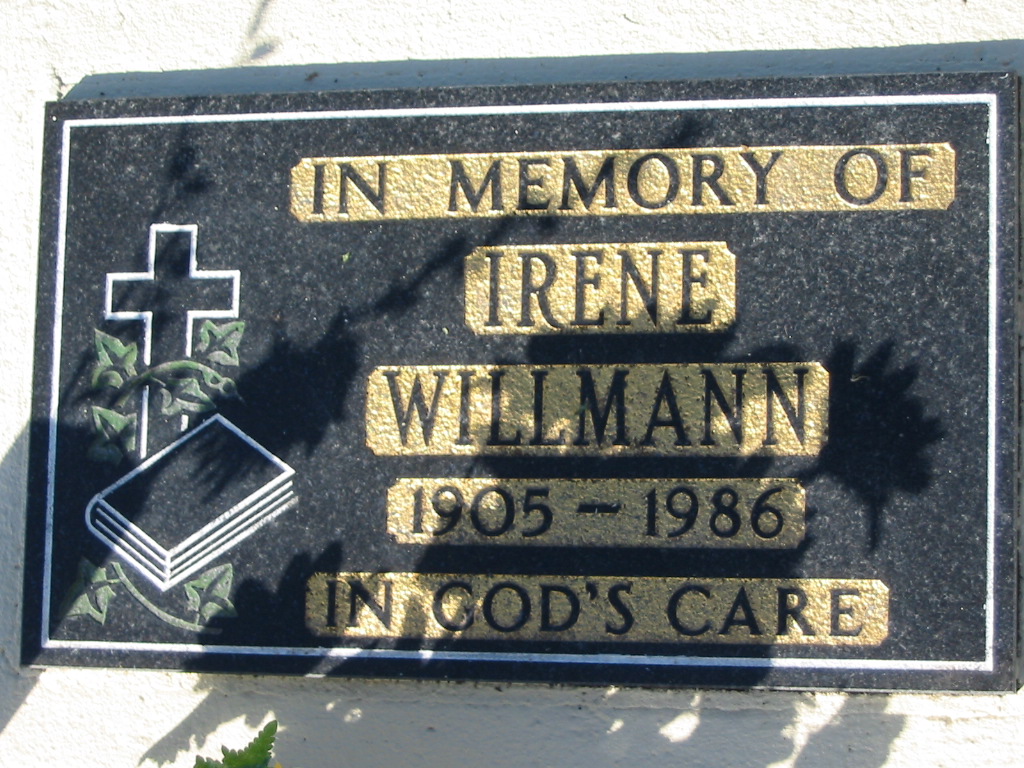 IN MEMORY OF
IRENE
WILLMANN
1905 - 1986
IN GOD'S CARE